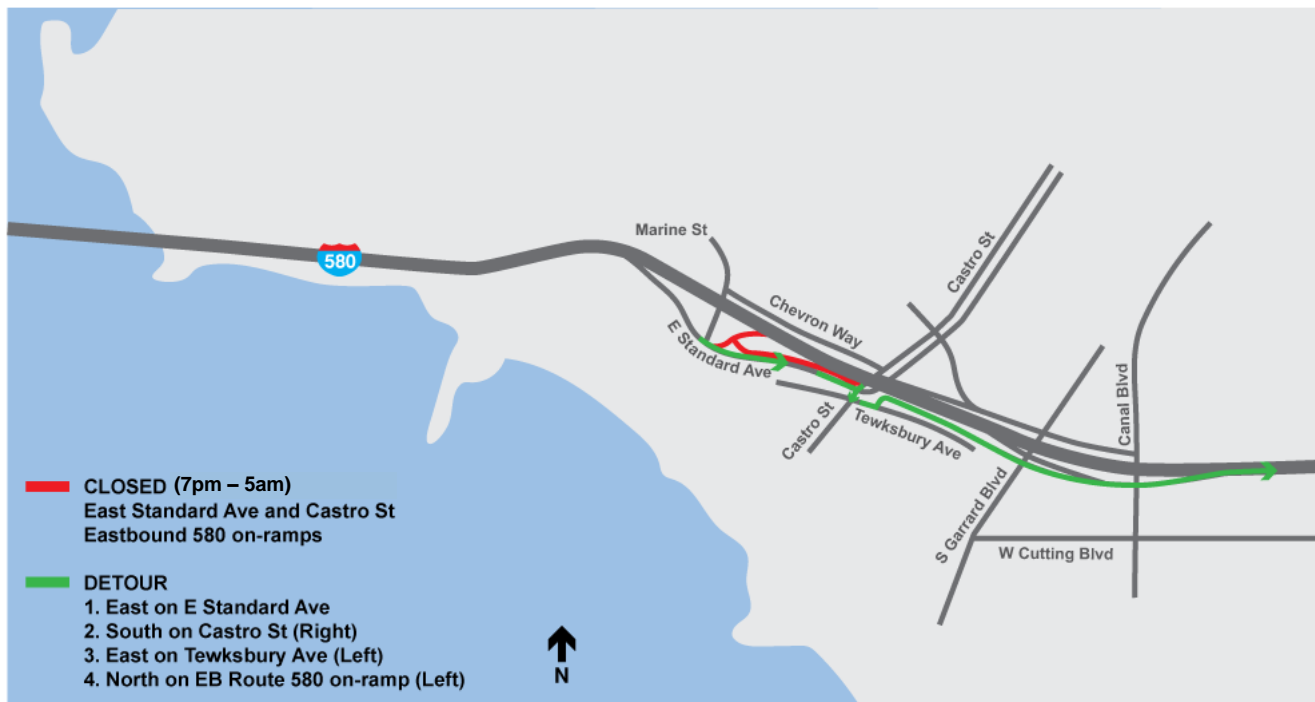 Marine St
580
Chevron Way
Castro St
E Standard Ave
Castro St
Tewksbury Ave
Canal Blvd
S Garrard Blvd
W Cutting Blvd
CLOSED (7pm – 5am)
East Standard Ave and Castro St
Eastbound 580 on-ramps
DETOUR
1. East on E Standard Ave
2. South on Castro St (Right)
3. East on Tewksbury Ave (Left)
4. North on EB Route 580 on-ramp (Left)
N